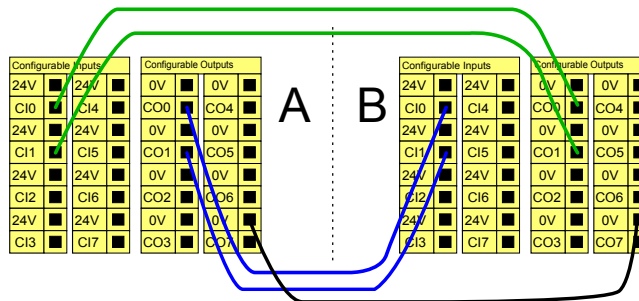 Configurable Inputs
24V 24V
CI0 CI4
24V 24V
CI1 CI5
24V 24V
CI2 CI6
24V 24V
CI3 CI7
Configurable Outputs
0V 0V
CO0 CO4
0V 0V
CO1 CO5
0V 0V
CO2 CO6
0V 0V
CO3 CO7
A
B
Configurable Inputs
24V 24V
CI0 CI4
24V 24V
CI1 CI5
24V 24V
CI2 CI6
24V 24V
CI3 CI7
Configurable Outputs
0V 0V
CO0 CO4
0V 0V
CO1 CO5
0V 0V
CO2 CO6
0V 0V
CO3 CO7